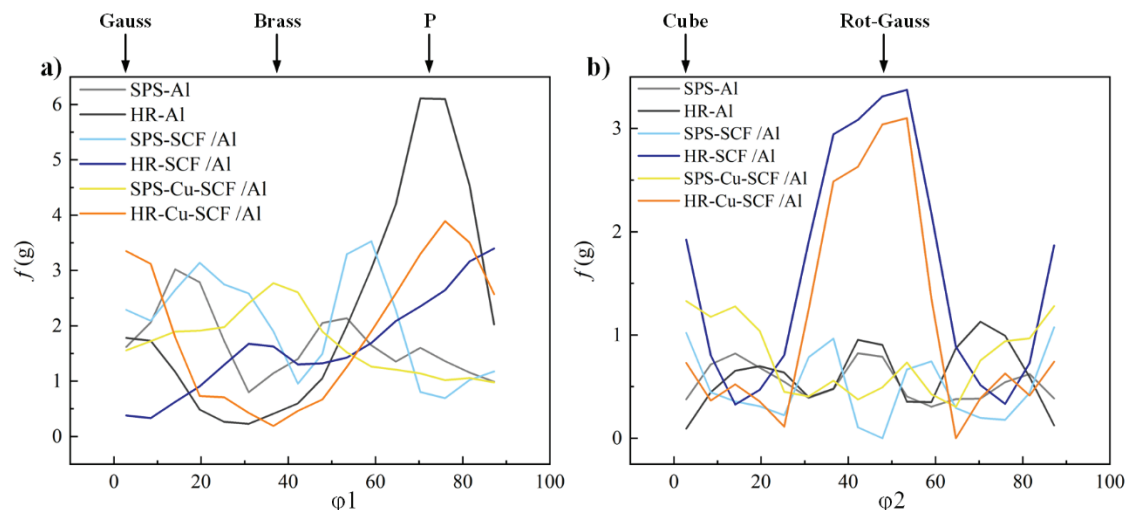 Gauss Brass P
a)
SPS-Al
HR-Al
SPS-SCF /Al
HR-SCF /Al
SPS-Cu-SCF /Al
HR-Cu-SCF /Al
f (g)
6
5
4
3
2
1
0
0 20 40 60 80 100
φ1
Cube Rot-Gauss
b)
SPS-Al
HR-Al
SPS-SCF /Al
HR-SCF /Al
SPS-Cu-SCF /Al
HR-Cu-SCF /Al
f (g)
3
2
1
0
0 20 40 60 80 100
φ2